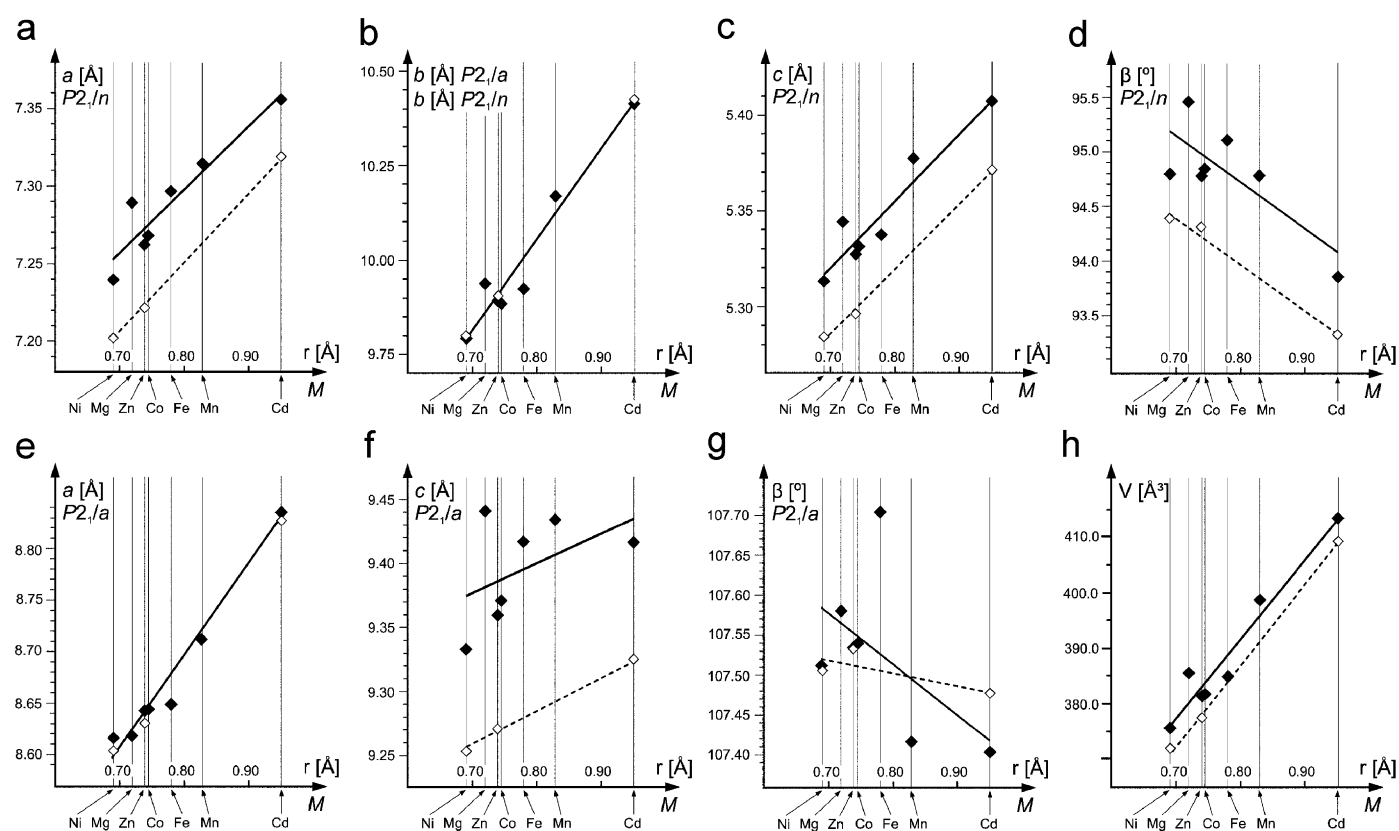 a
a [Å]
P2₁/n
7.35
7.30
7.25
7.20
0.70 0.80 0.90 r [Å]
M
Ni Mg Zn Co Fe Mn Cd
b
b [Å] P2₁/a
b [Å] P2₁/n
10.50
10.25
10.00
9.75
0.70 0.80 0.90 r [Å]
M
Ni Mg Zn Co Fe Mn Cd
c
c [Å]
P2₁/n
5.40
5.35
5.30
0.70 0.80 0.90 r [Å]
M
Ni Mg Zn Co Fe Mn Cd
d
β [º]
P2₁/n
95.5
95.0
94.5
94.0
93.5
0.70 0.80 0.90 r [Å]
M
Ni Mg Zn Co Fe Mn Cd
e
a [Å]
P2₁/a
8.80
8.75
8.70
8.65
8.60
0.70 0.80 0.90 r [Å]
M
Ni Mg Zn Co Fe Mn Cd
f
c [Å]
P2₁/a
9.45
9.40
9.35
9.30
9.25
0.70 0.80 0.90 r [Å]
M
Ni Mg Zn Co Fe Mn Cd
g
β [º]
P2₁/a
107.70
107.65
107.60
107.55
107.50
107.45
107.40
0.70 0.80 0.90 r [Å]
M
Ni Mg Zn Co Fe Mn Cd
h
V [Å³]
410.0
400.0
390.0
380.0
0.70 0.80 0.90 r [Å]
M
Ni Mg Zn Co Fe Mn Cd